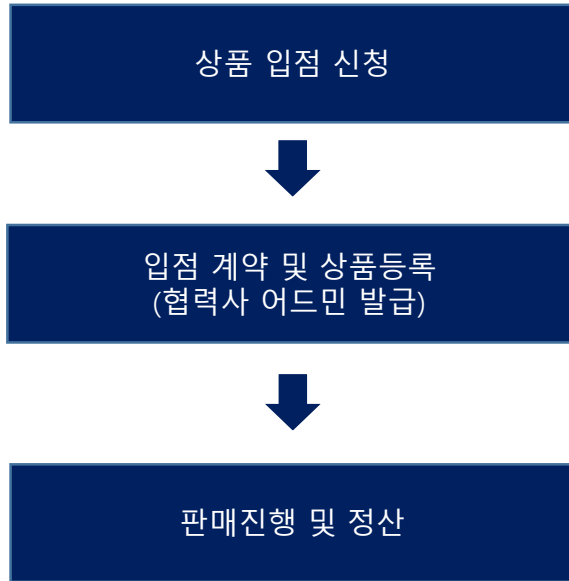 상품 입점 신청
입점 계약 및 상품등록
(협력사 어드민 발급)
판매진행 및 정산